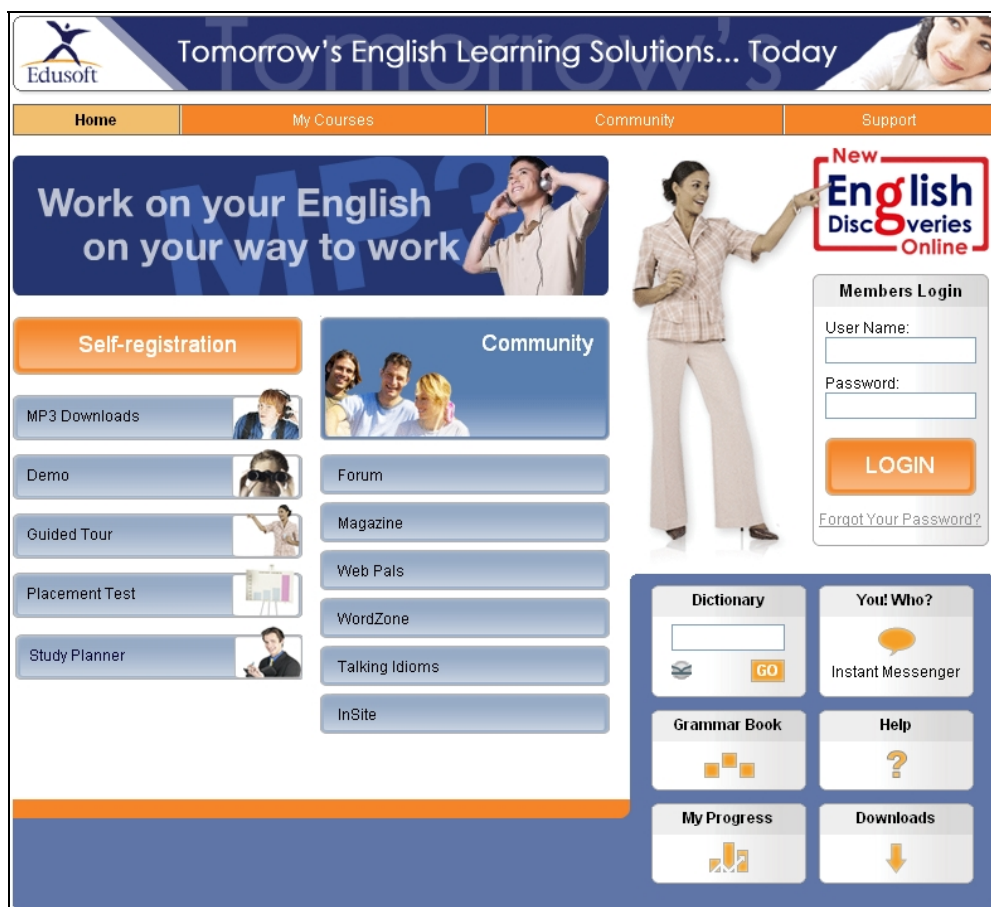 Edusoft
Tomorrow's English Learning Solutions... Today
Tomorrow's
Home
My Courses
Community
Support
MP3
Work on your English
on your way to work
New
English
Discoveries
Online
Members Login
User Name:
Password:
LOGIN
Forgot Your Password?
Self-registration
MP3 Downloads
Demo
Guided Tour
Placement Test
Study Planner
Community
Forum
Magazine
Web Pals
WordZone
Talking Idioms
InSite
Dictionary
GO
You! Who?
Instant Messenger
Grammar Book
Help
?
My Progress
Downloads